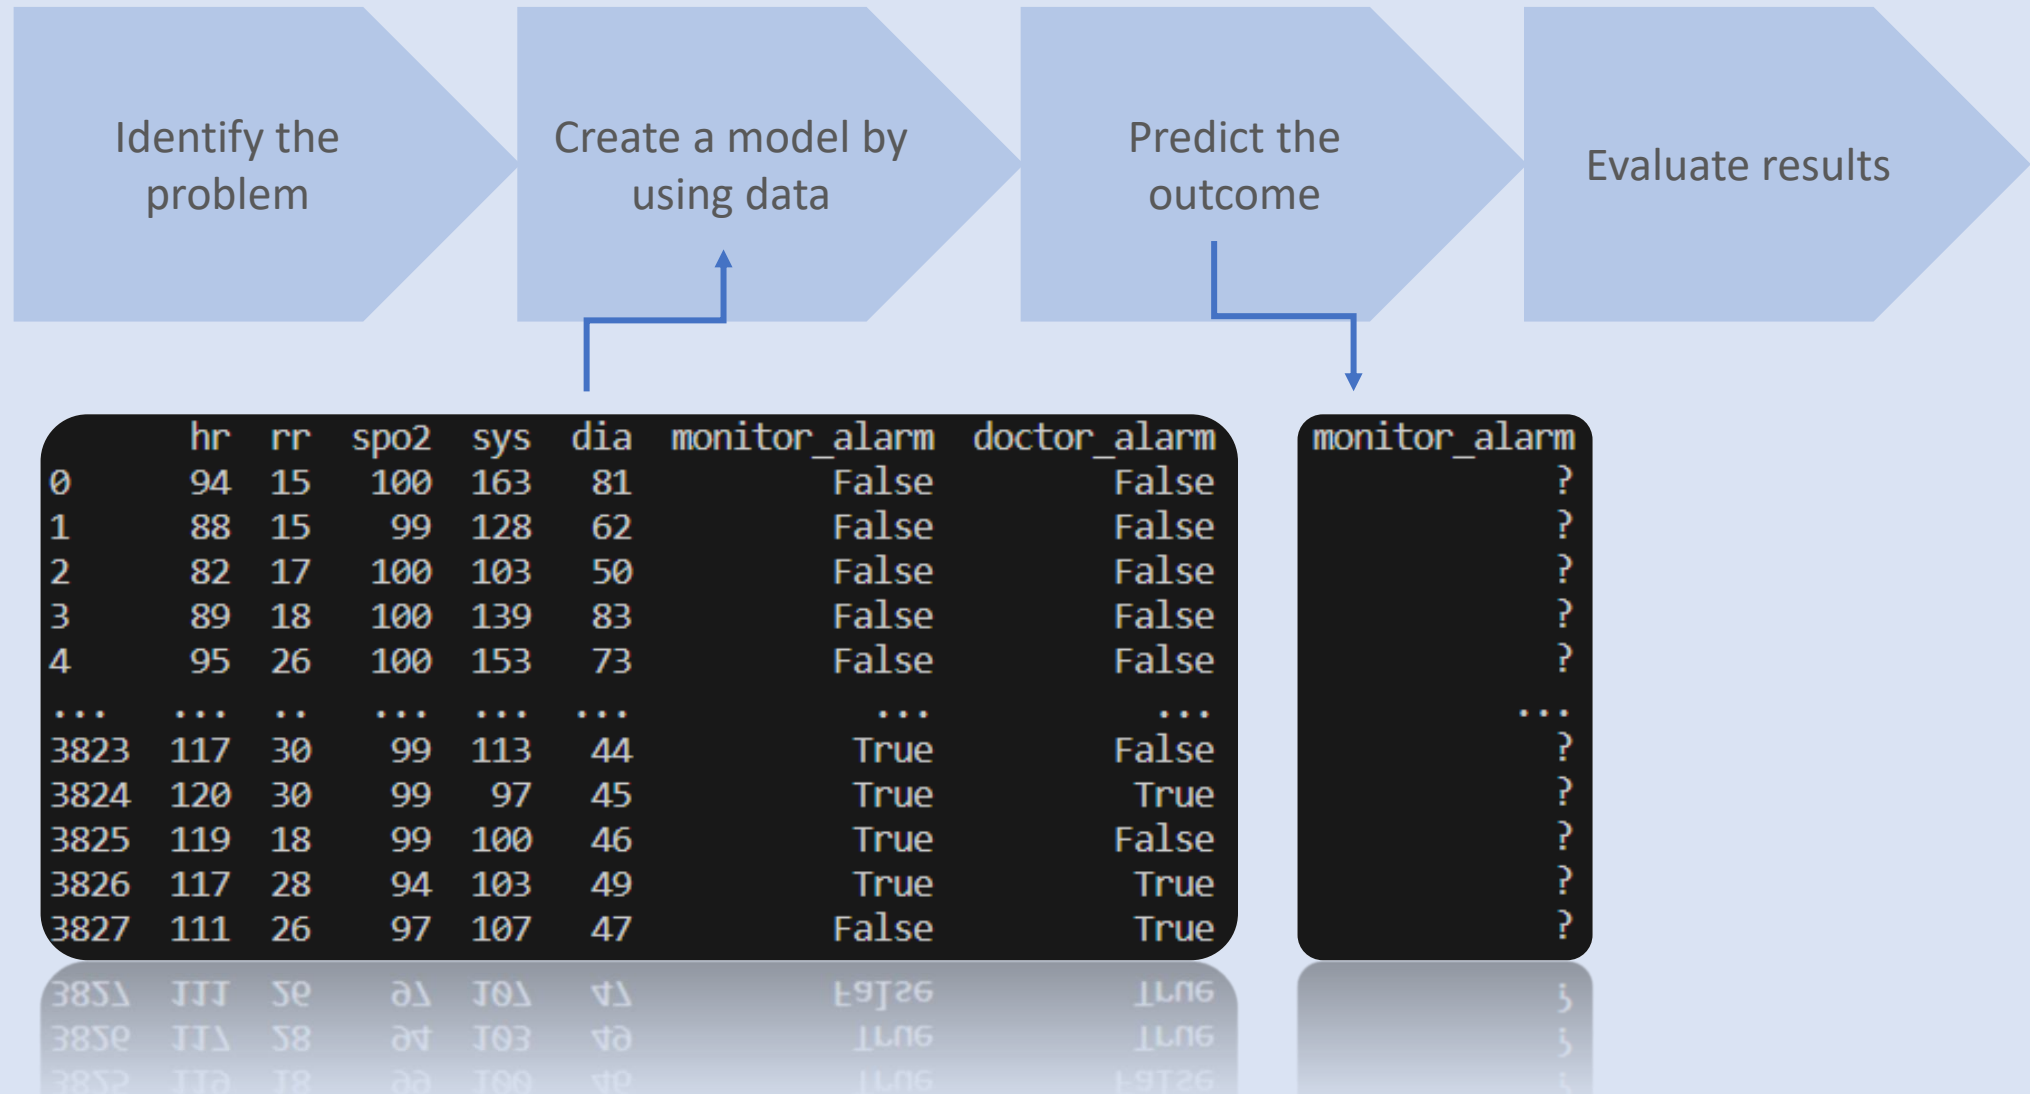 Identify the
problem
Create a model by
using data
Predict the
outcome
Evaluate results
hr rr spo2 sys dia monitor_alarm doctor_alarm
0 94 15 100 163 81 False False
1 88 15 99 128 62 False False
2 82 17 100 103 50 False False
3 89 18 100 139 83 False False
4 95 26 100 153 73 False False
... ... .. ... ... ... ... ...
3823 117 30 99 113 44 True False
3824 120 30 99 97 45 True True
3825 119 18 99 100 46 True False
3826 117 28 94 103 49 True True
3827 111 26 97 107 47 False True
monitor_alarm
?
?
?
?
?
...
?
?
?
?
?